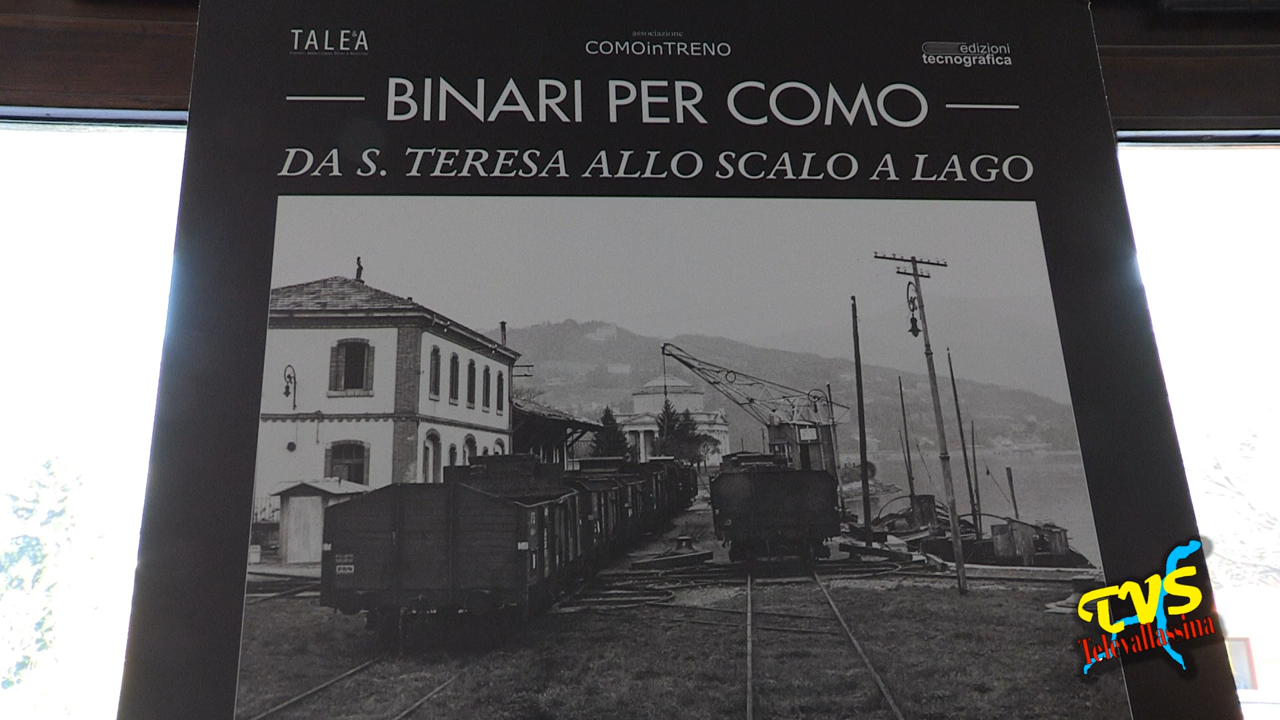 TALEA
associazione
COMOinTRENO
edizioni
tecnografica
BINARI PER COMO
DA S. TERESA ALLO SCALO A LAGO
TVS
Televallassina